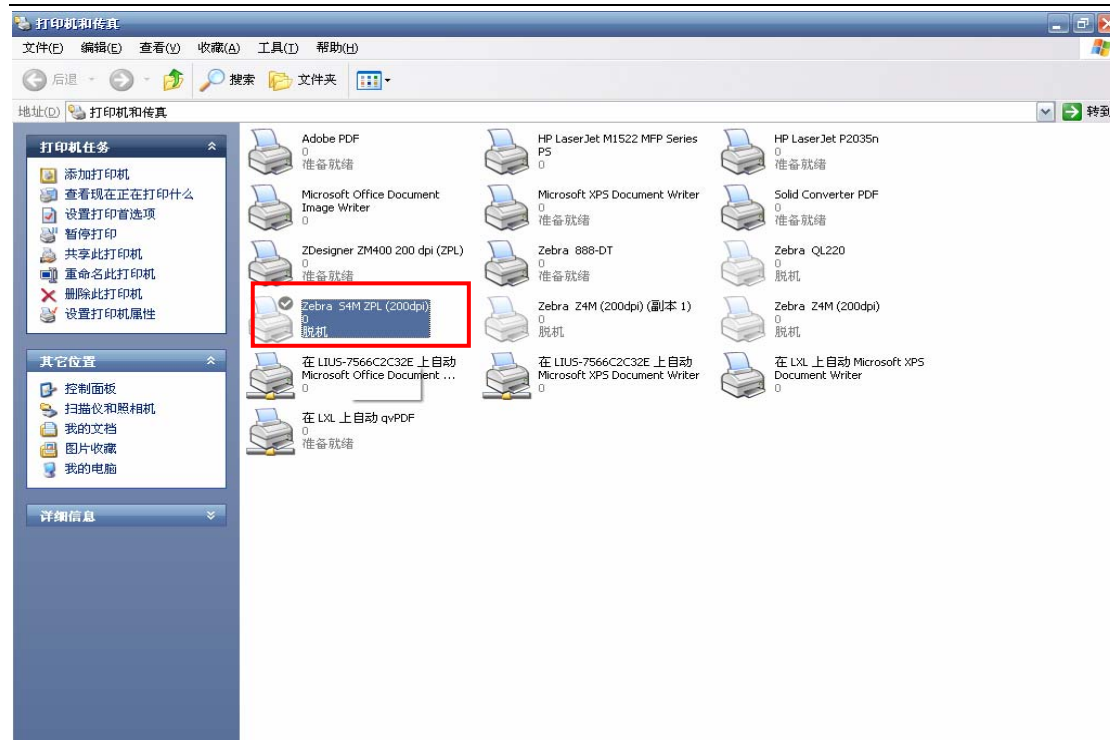 打印机和传真
文件(F) 编辑(E) 查看(V) 收藏(A) 工具(T) 帮助(H)
后退 搜索 文件夹
地址(D) 打印机和传真 转到
打印机任务
添加打印机
查看现在正在打印什么
设置打印首选项
暂停打印
共享此打印机
重命名此打印机
删除此打印机
设置打印机属性
其它位置
控制面板
扫描仪和照相机
我的文档
图片收藏
我的电脑
详细信息
Adobe PDF
0
准备就绪
HP LaserJet M1522 MFP Series
PS
0
HP LaserJet P2035n
0
准备就绪
Microsoft Office Document
Image Writer
0
Microsoft XPS Document Writer
0
准备就绪
Solid Converter PDF
0
准备就绪
ZDesigner ZM400 200 dpi (ZPL)
0
准备就绪
Zebra 888-DT
0
准备就绪
Zebra QL220
0
脱机
Zebra S4M ZPL (200dpi)
0
脱机
Zebra Z4M (200dpi) (副本 1)
0
脱机
Zebra Z4M (200dpi)
0
脱机
在 LIUS-7566C2C32E 上自动
Microsoft Office Document ...
0
在 LIUS-7566C2C32E 上自动
Microsoft XPS Document Writer
0
在 LXL 上自动 Microsoft XPS
Document Writer
0
在 LXL 上自动 qvPDF
0
准备就绪